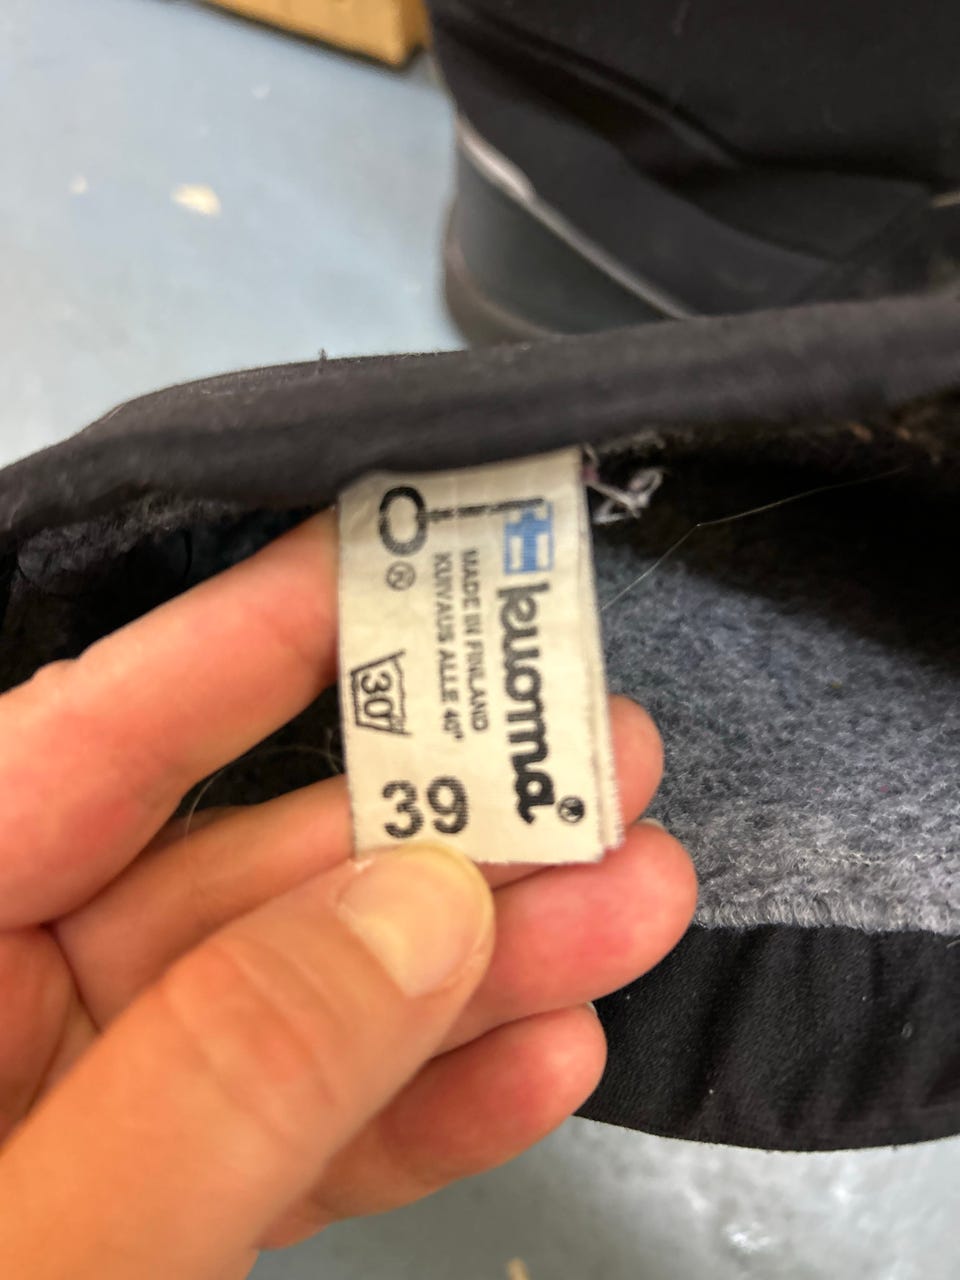 kuoma ®
MADE IN FINLAND
KUIVAUS ALLE 40°
30
39